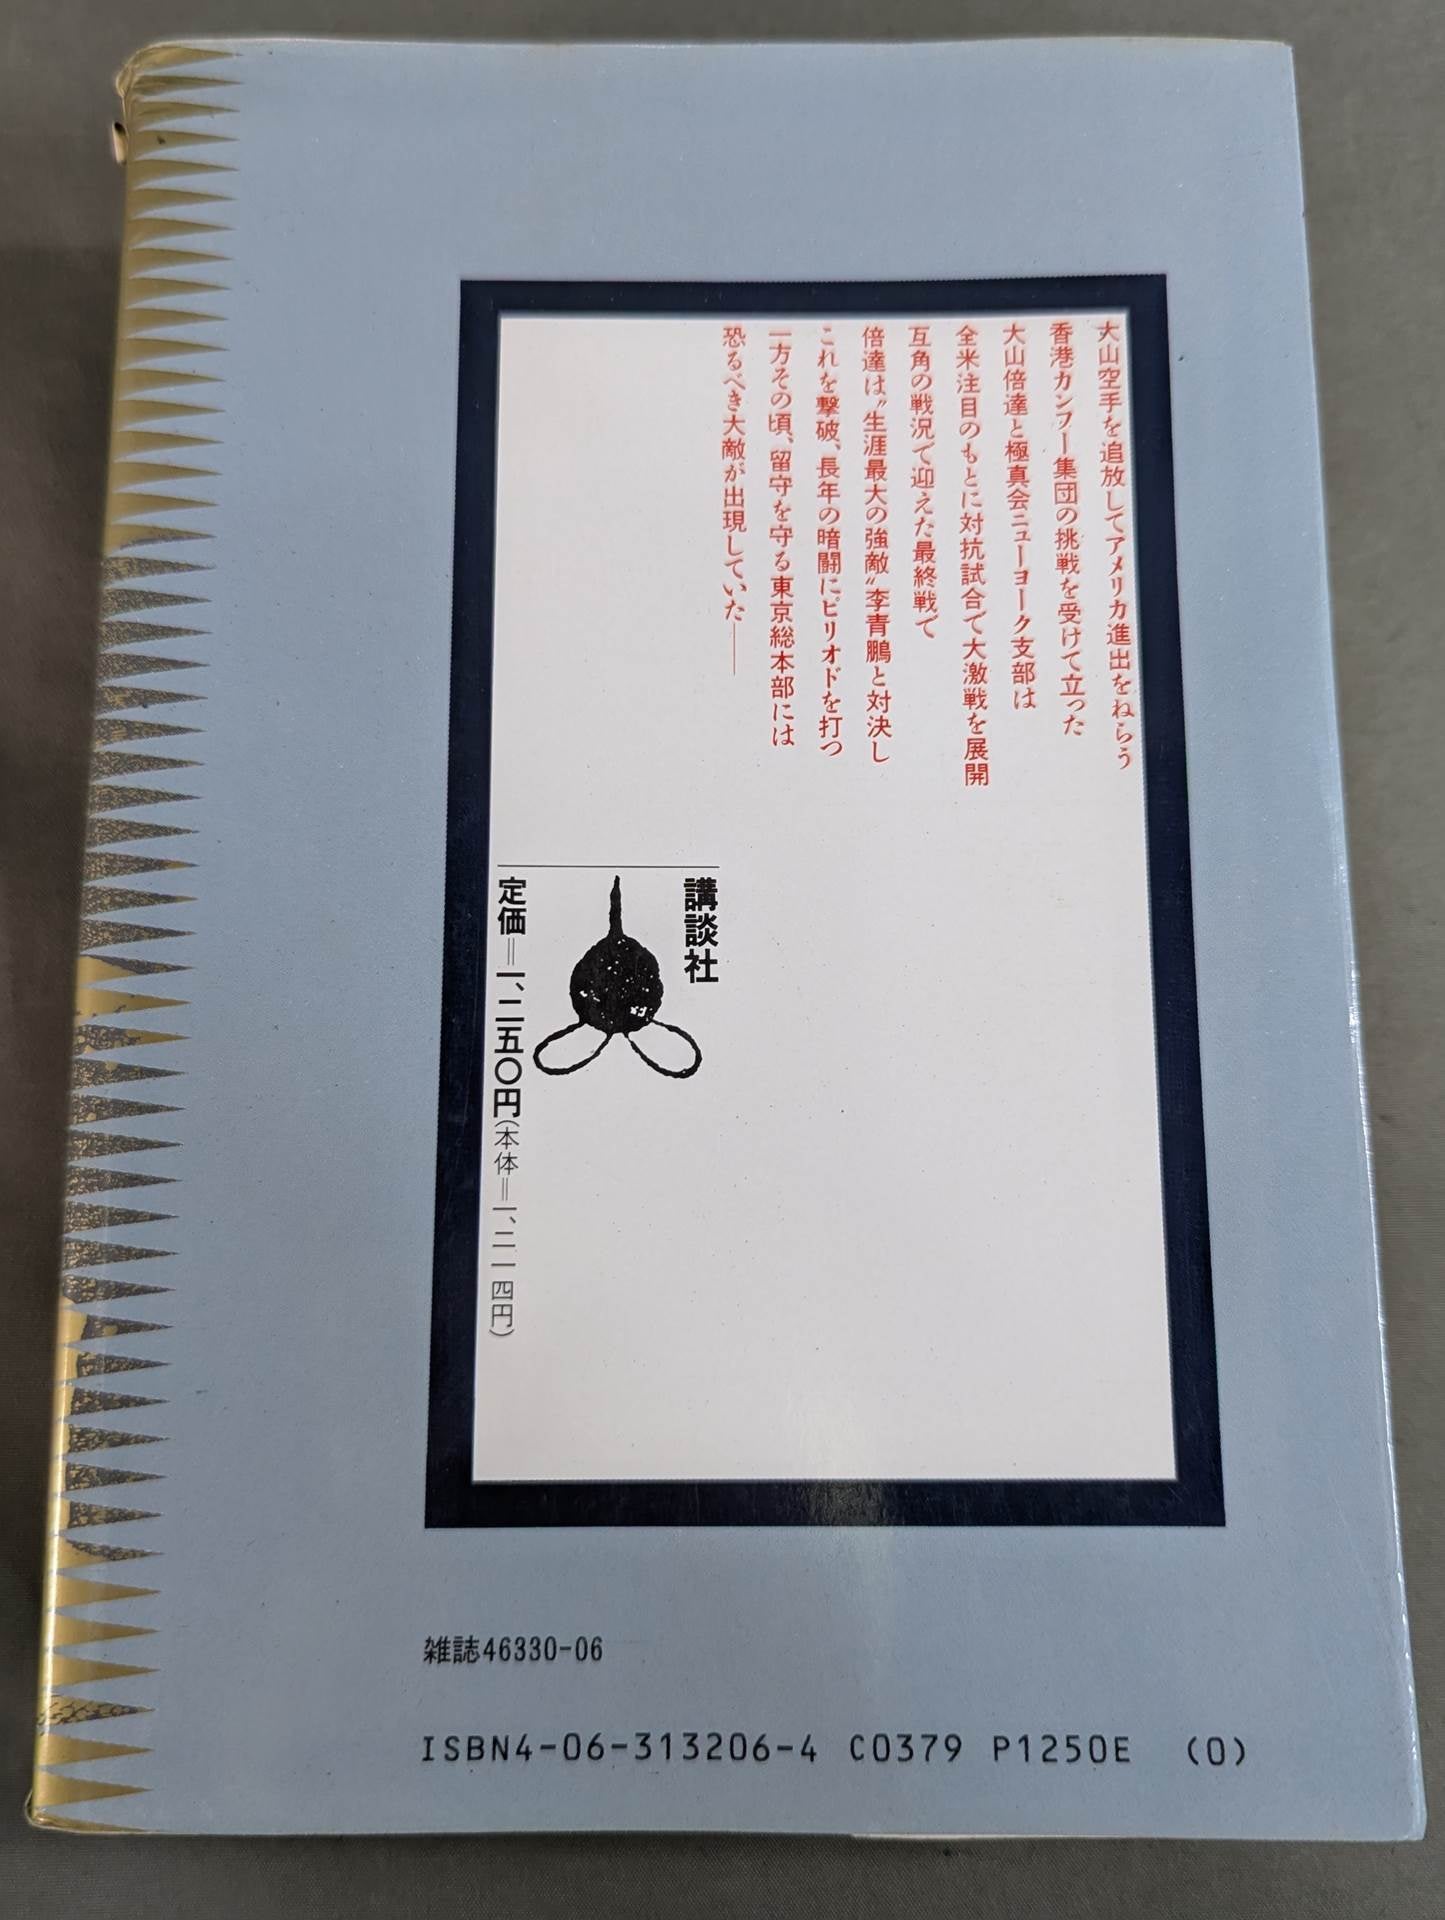 大山空手を追放してアメリカ進出をねらう
香港カンフー集団の挑戦を受けて立った
大山倍達と極真会ニューヨーク支部は
全米注目のもとに対抗試合で大激戦を展開
互角の戦況で迎えた最終戦で
倍達は〝生涯最大の強敵〟李青鵬と対決し
これを撃破、長年の暗闘にピリオドを打つ
一方その頃、留守を守る東京総本部には
恐るべき大敵が出現していた――
講談社
定価=一、二五〇円(本体=一、二一四円)
雑誌46330-06
ISBN4-06-313206-4 C0379 P1250E (0)